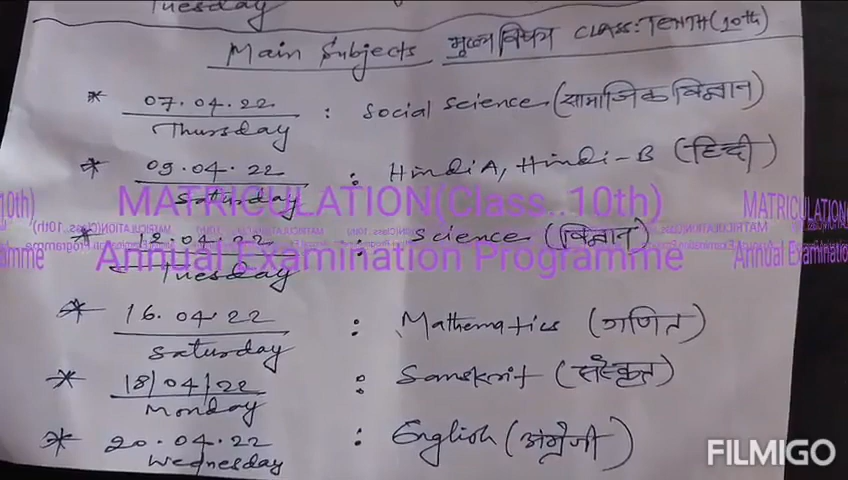 Tuesday
Main Subjects मुख्य विषय CLASS: TENTH (10th)
* 07.04.22 : Social Science (सामाजिक विज्ञान)
Thursday
* 09.04.22 : Hindi A, Hindi-B (हिन्दी)
Saturday
MATRICULATION(Class..10th)
* 12.04.22 : Science (विज्ञान)
Annual Examination Programme
Tuesday
* 16.04.22 : Mathematics (गणित)
Saturday
* 18/04/22 : Samskrit (संस्कृत)
Monday
* 20.04.22 : English (अंग्रेजी)
Wednesday
FILMIGO